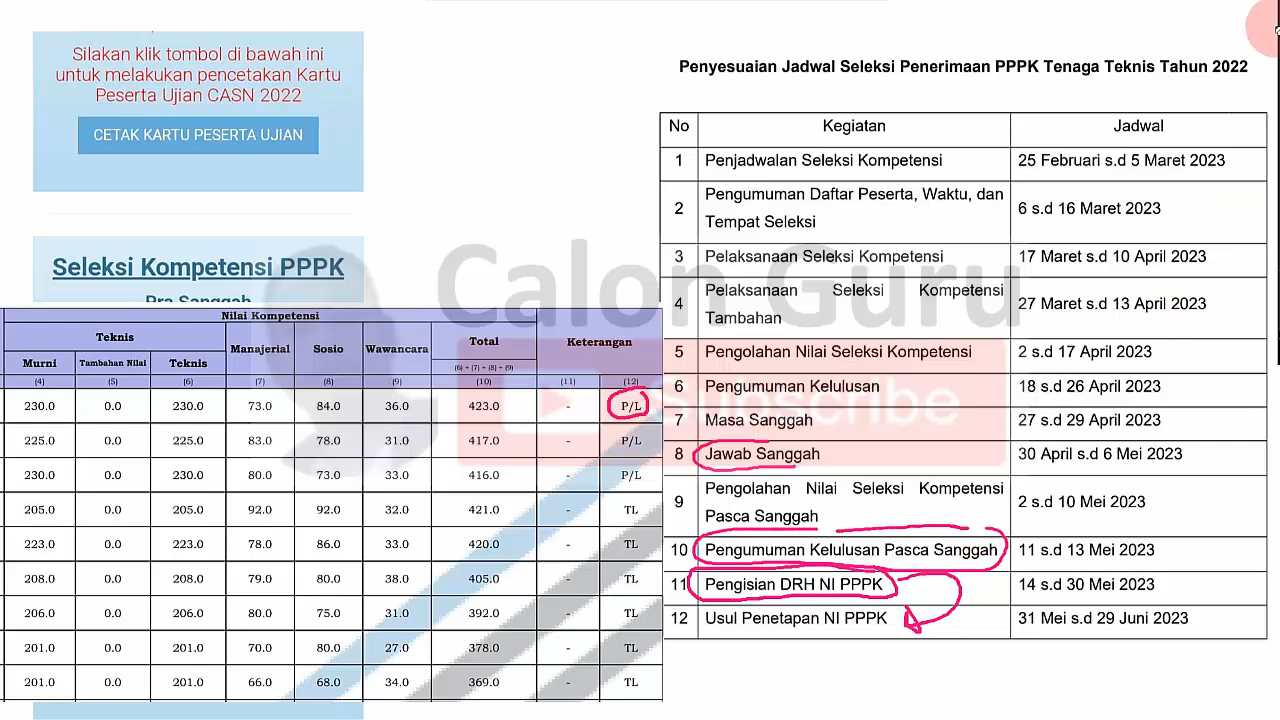 Silakan klik tombol di bawah ini
untuk melakukan pencetakan Kartu
Peserta Ujian CASN 2022
CETAK KARTU PESERTA UJIAN
Seleksi Kompetensi PPPK
Pra Sanggah
Nilai Kompetensi
Teknis Manajerial Sosio Wawancara Total Keterangan
Murni Tambahan Nilai Teknis (6) + (7) + (8) + (9)
(4) (5) (6) (7) (8) (9) (10) (11) (12)
230.0 0.0 230.0 73.0 84.0 36.0 423.0 - P/L
225.0 0.0 225.0 83.0 78.0 31.0 417.0 - P/L
230.0 0.0 230.0 80.0 73.0 33.0 416.0 - P/L
205.0 0.0 205.0 92.0 92.0 32.0 421.0 - TL
223.0 0.0 223.0 78.0 86.0 33.0 420.0 - TL
208.0 0.0 208.0 79.0 80.0 38.0 405.0 - TL
206.0 0.0 206.0 80.0 75.0 31.0 392.0 - TL
201.0 0.0 201.0 70.0 80.0 27.0 378.0 - TL
201.0 0.0 201.0 66.0 68.0 34.0 369.0 - TL
Penyesuaian Jadwal Seleksi Penerimaan PPPK Tenaga Teknis Tahun 2022
No Kegiatan Jadwal
1 Penjadwalan Seleksi Kompetensi 25 Februari s.d 5 Maret 2023
2 Pengumuman Daftar Peserta, Waktu, dan
Tempat Seleksi 6 s.d 16 Maret 2023
3 Pelaksanaan Seleksi Kompetensi 17 Maret s.d 10 April 2023
4 Pelaksanaan Seleksi Kompetensi
Tambahan 27 Maret s.d 13 April 2023
5 Pengolahan Nilai Seleksi Kompetensi 2 s.d 17 April 2023
6 Pengumuman Kelulusan 18 s.d 26 April 2023
7 Masa Sanggah 27 s.d 29 April 2023
8 Jawab Sanggah 30 April s.d 6 Mei 2023
9 Pengolahan Nilai Seleksi Kompetensi
Pasca Sanggah 2 s.d 10 Mei 2023
10 Pengumuman Kelulusan Pasca Sanggah 11 s.d 13 Mei 2023
11 Pengisian DRH NI PPPK 14 s.d 30 Mei 2023
12 Usul Penetapan NI PPPK 31 Mei s.d 29 Juni 2023
Calon Guru
Subscribe